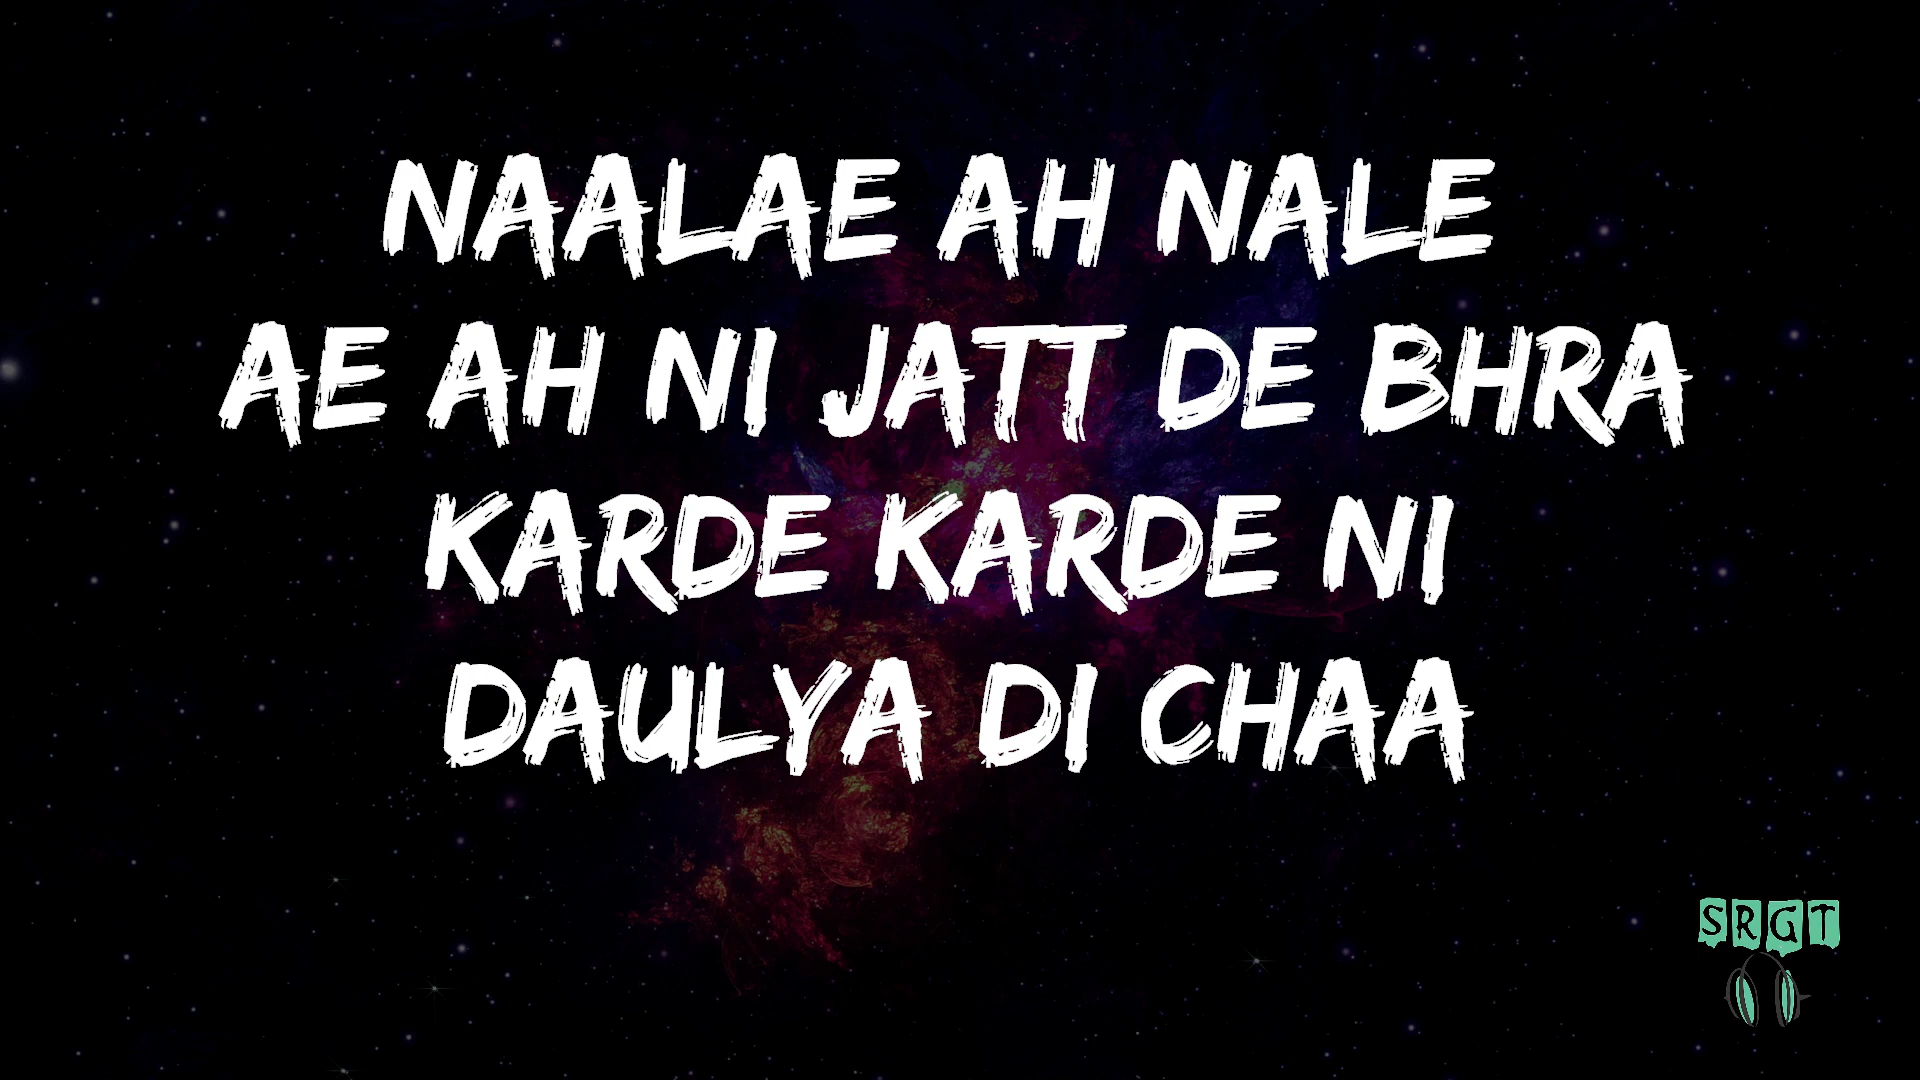 NAALAE AH NALE
AE AH NI JATT DE BHRA
KARDE KARDE NI
DAULYA DI CHAA
SRGT